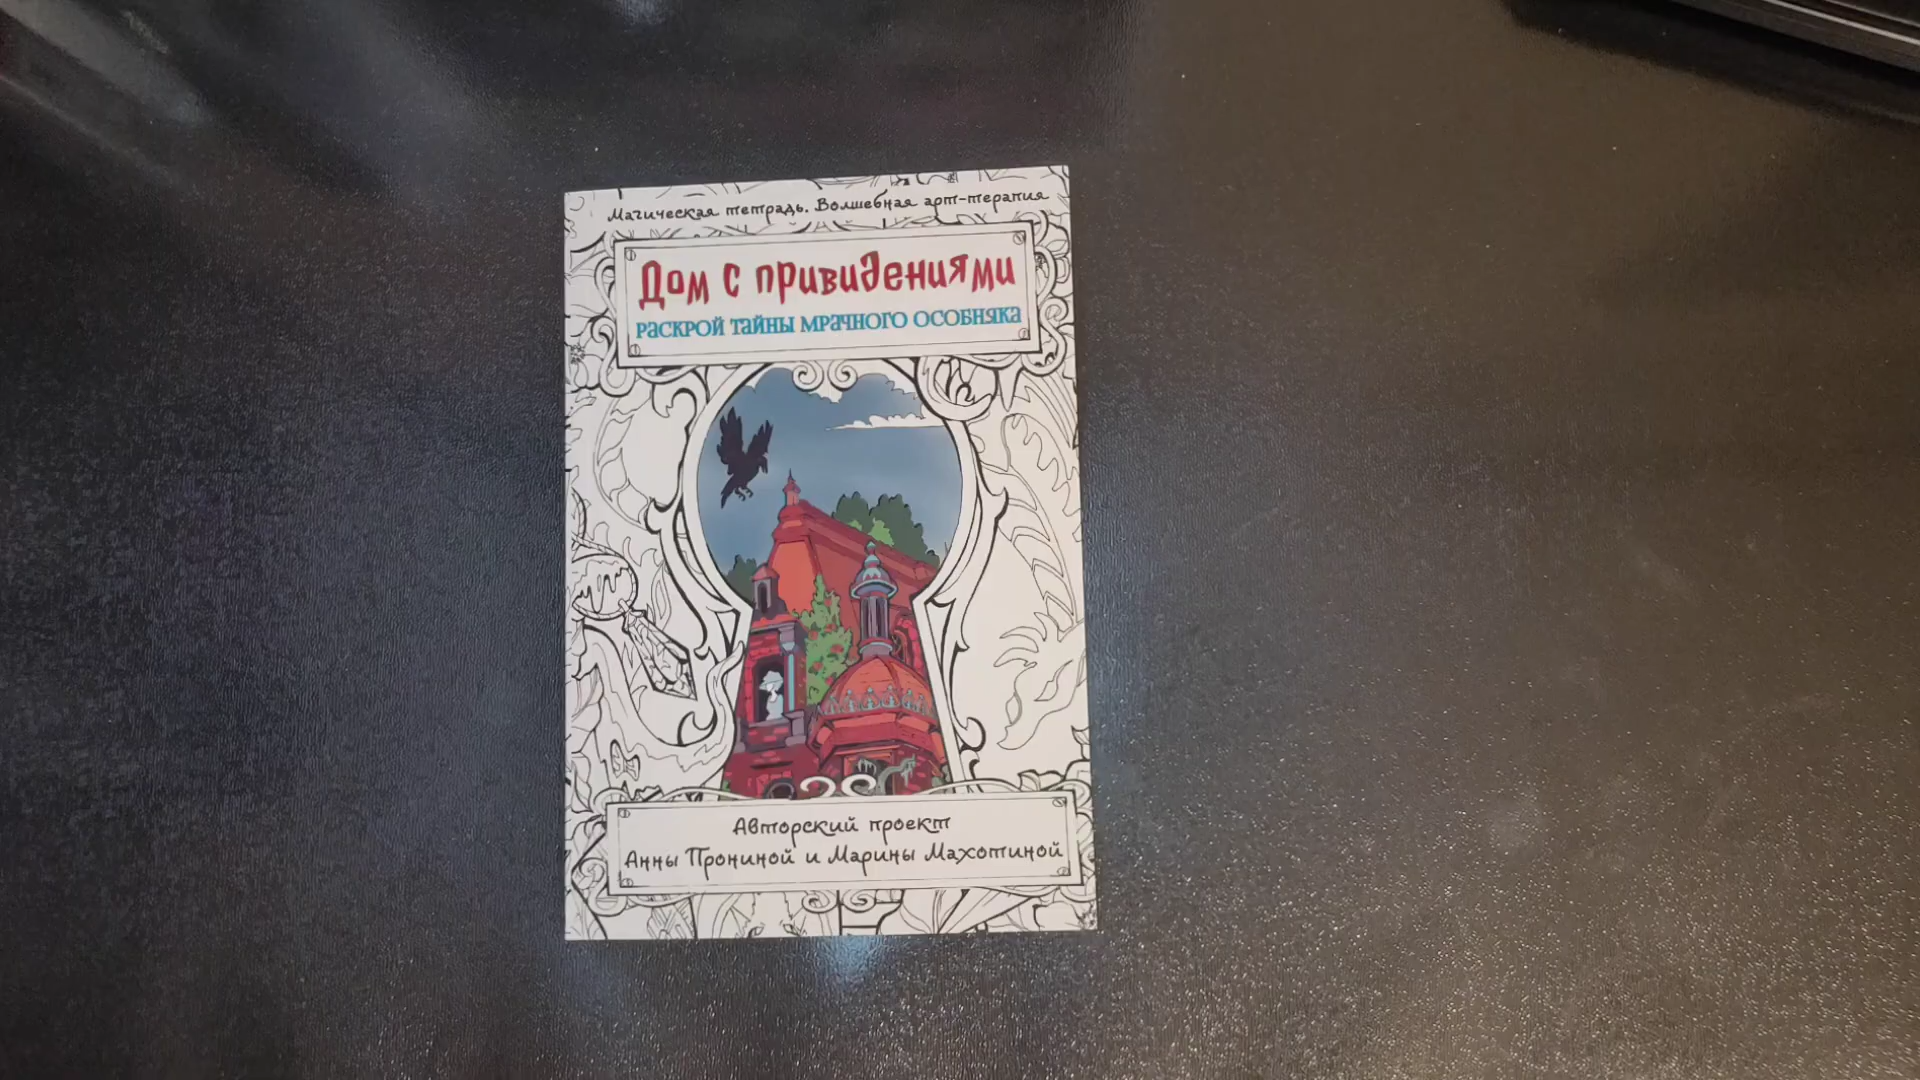 Магическая тетрадь. Волшебная арт-терапия
Дом с привидениями
РАСКРОЙ ТАЙНЫ МРАЧНОГО ОСОБНЯКА
Авторский проект
Анны Прониной и Марины Махотиной